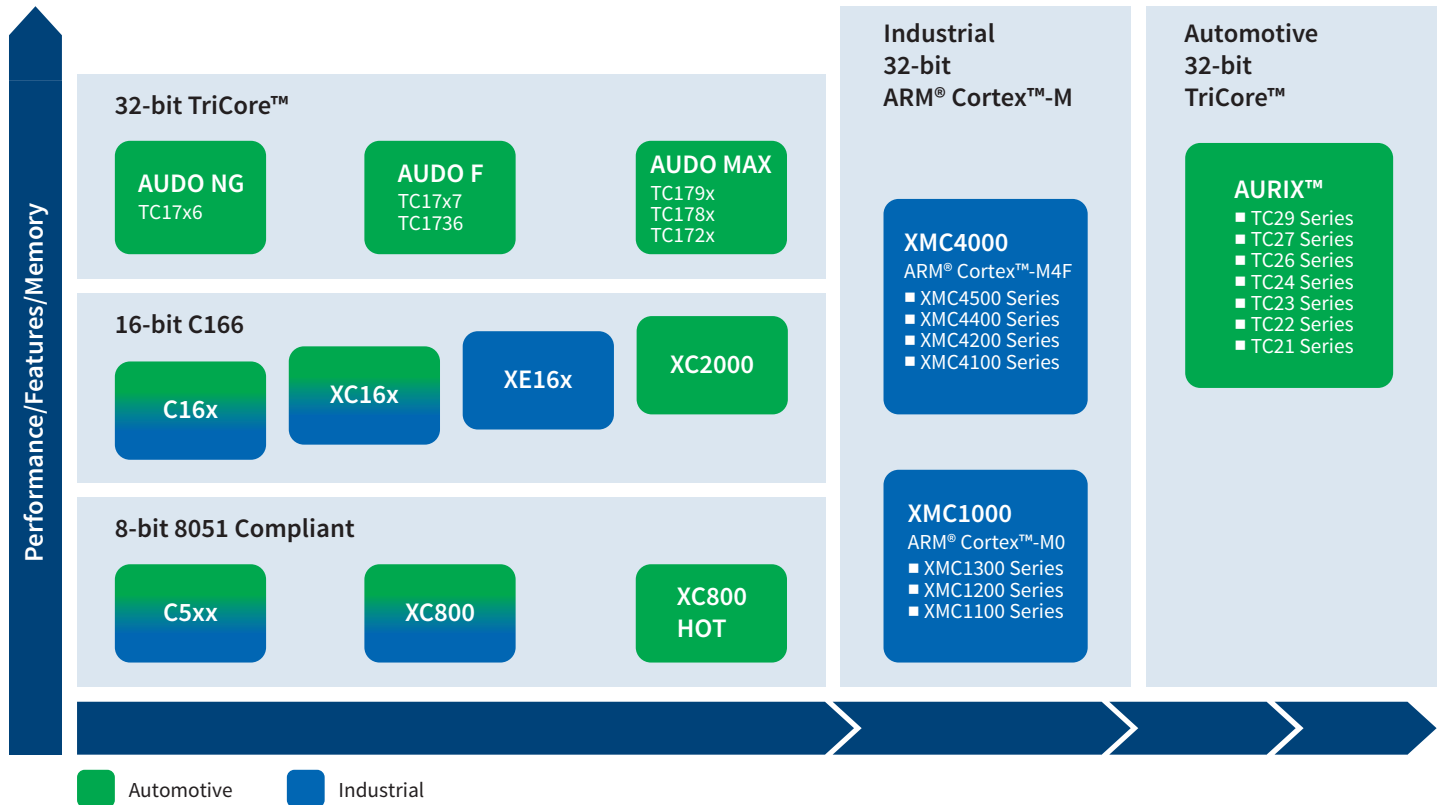 Performance/Features/Memory
32-bit TriCore™
AUDO NG
TC17x6
AUDO F
TC17x7
TC1736
AUDO MAX
TC179x
TC178x
TC172x
16-bit C166
C16x
XC16x
XE16x
XC2000
8-bit 8051 Compliant
C5xx
XC800
XC800
HOT
Industrial
32-bit
ARM® Cortex™-M
XMC4000
ARM® Cortex™-M4F
■ XMC4500 Series
■ XMC4400 Series
■ XMC4200 Series
■ XMC4100 Series
XMC1000
ARM® Cortex™-M0
■ XMC1300 Series
■ XMC1200 Series
■ XMC1100 Series
Automotive
32-bit
TriCore™
AURIX™
■ TC29 Series
■ TC27 Series
■ TC26 Series
■ TC24 Series
■ TC23 Series
■ TC22 Series
■ TC21 Series
Automotive
Industrial